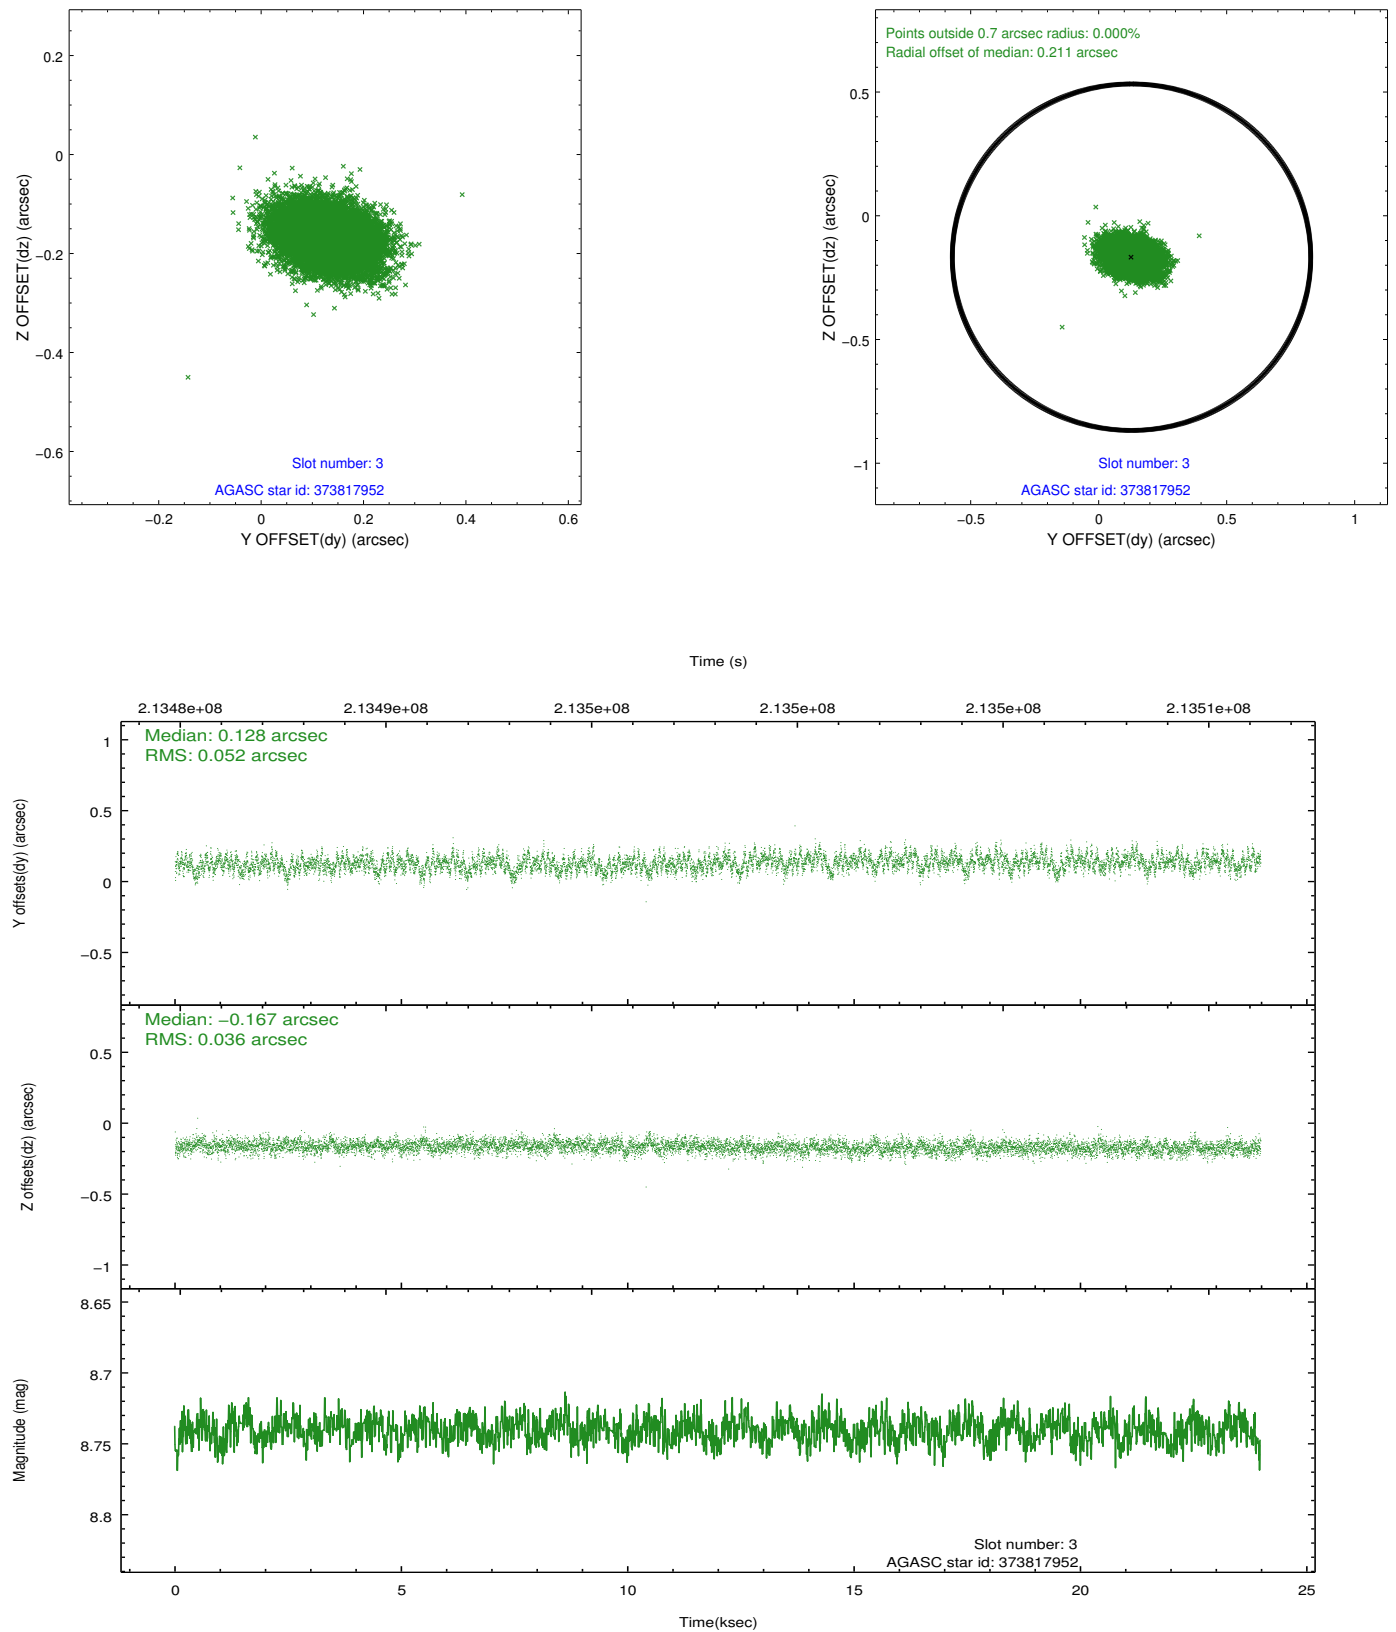 0.2
0
−0.2
−0.4
−0.6
Z OFFSET(dz) (arcsec)
Slot number: 3
AGASC star id: 373817952
−0.2 0 0.2 0.4 0.6
Y OFFSET(dy) (arcsec)
Points outside 0.7 arcsec radius: 0.000%
Radial offset of median: 0.211 arcsec
0.5
0
−0.5
−1
Z OFFSET(dz) (arcsec)
Slot number: 3
AGASC star id: 373817952
−0.5 0 0.5 1
Y OFFSET(dy) (arcsec)
Time (s)
2.1348e+08 2.1349e+08 2.135e+08 2.135e+08 2.135e+08 2.1351e+08
Median: 0.128 arcsec
RMS: 0.052 arcsec
1
0.5
0
−0.5
Y offsets(dy) (arcsec)
Median: −0.167 arcsec
RMS: 0.036 arcsec
0.5
0
−0.5
−1
Z offsets(dz) (arcsec)
8.65
8.7
8.75
8.8
Magnitude (mag)
Slot number: 3
AGASC star id: 373817952
0 5 10 15 20 25
Time(ksec)